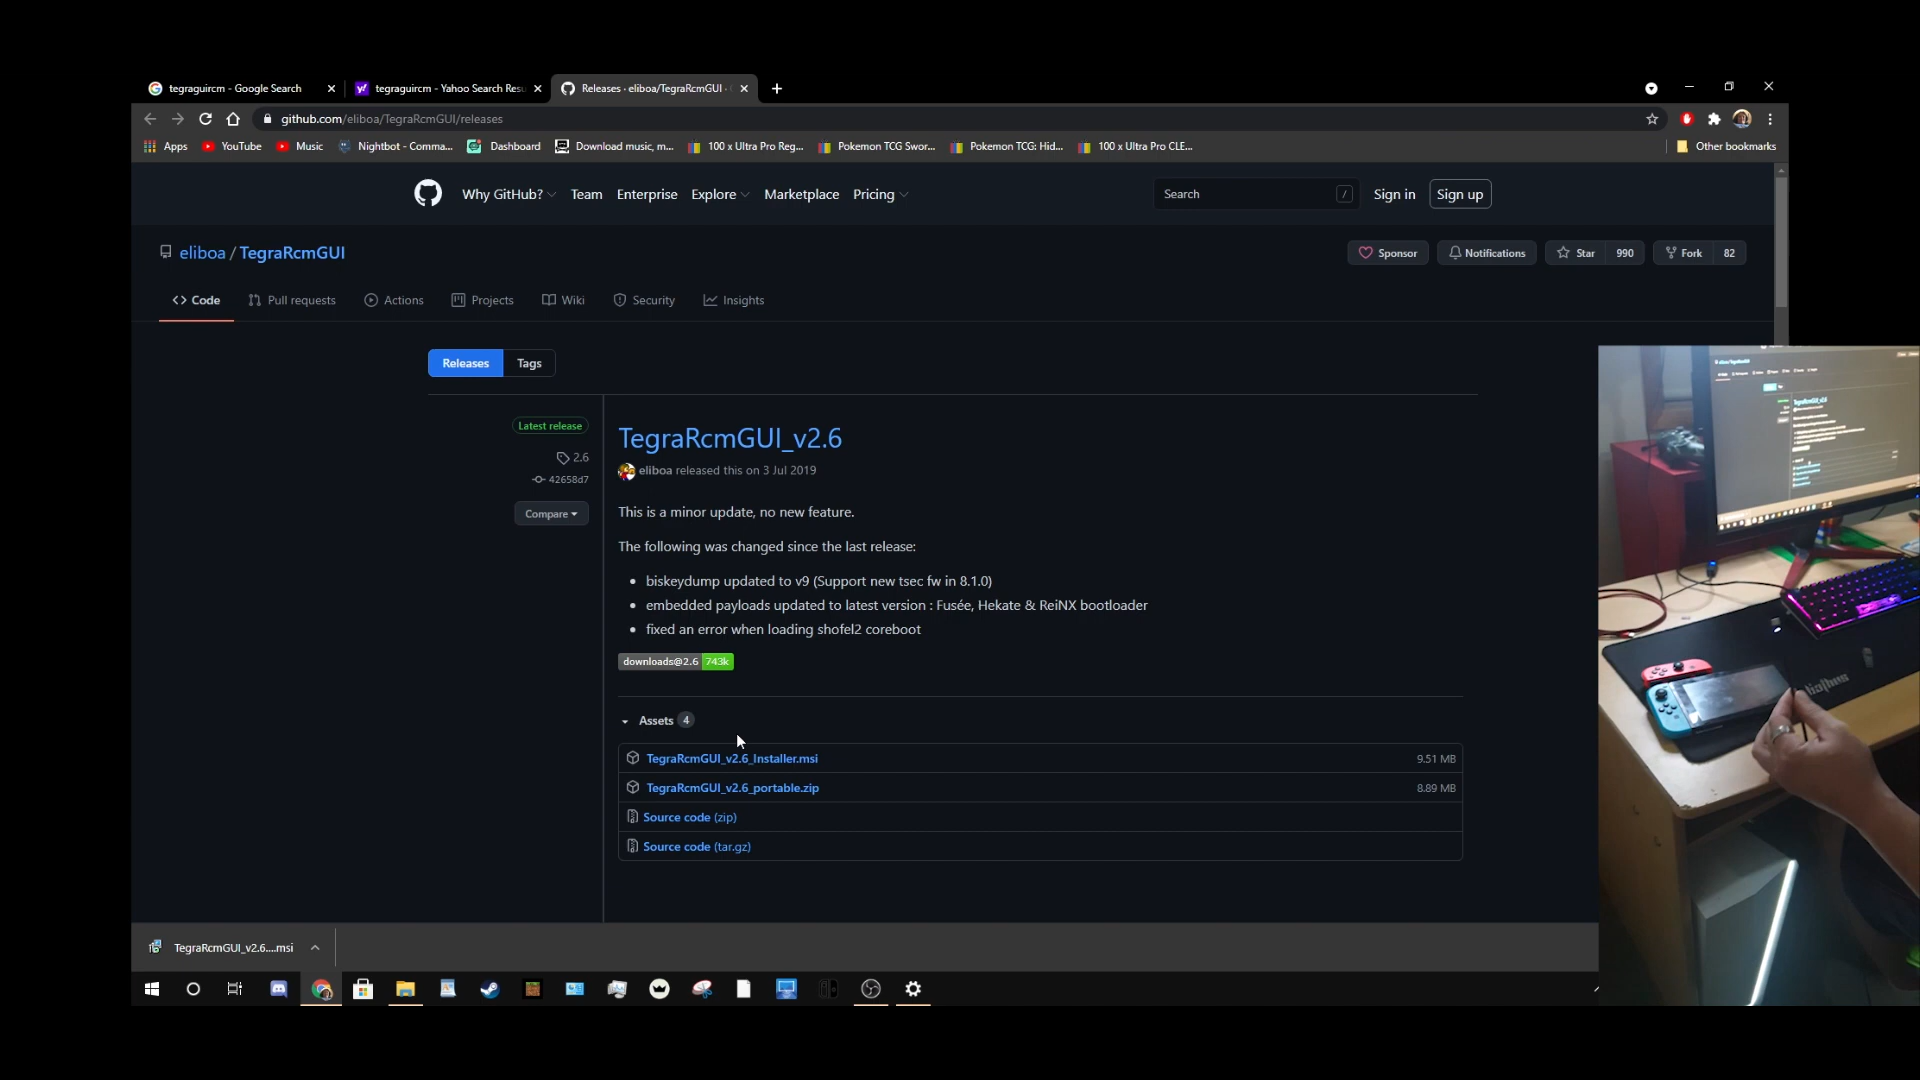 tegraguircm - Google Search
tegraguircm - Yahoo Search Resu
Releases · eliboa/TegraRcmGUI ·
github.com/eliboa/TegraRcmGUI/releases
Apps
YouTube
Music
Nightbot - Comma...
Dashboard
Download music, m...
100 x Ultra Pro Reg...
Pokemon TCG Swor...
Pokemon TCG: Hid...
100 x Ultra Pro CLE...
Other bookmarks
Why GitHub?
Team
Enterprise
Explore
Marketplace
Pricing
Search
/
Sign in
Sign up
eliboa / TegraRcmGUI
Sponsor
Notifications
Star 990
Fork 82
<> Code
Pull requests
Actions
Projects
Wiki
Security
Insights
Releases
Tags
Latest release
2.6
42658d7
Compare
TegraRcmGUI_v2.6
eliboa released this on 3 Jul 2019
This is a minor update, no new feature.
The following was changed since the last release:
• biskeydump updated to v9 (Support new tsec fw in 8.1.0)
• embedded payloads updated to latest version : Fusée, Hekate & ReiNX bootloader
• fixed an error when loading shofel2 coreboot
downloads@2.6 743k
Assets 4
TegraRcmGUI_v2.6_Installer.msi 9.51 MB
TegraRcmGUI_v2.6_portable.zip 8.89 MB
Source code (zip)
Source code (tar.gz)
TegraRcmGUI_v2.6....msi